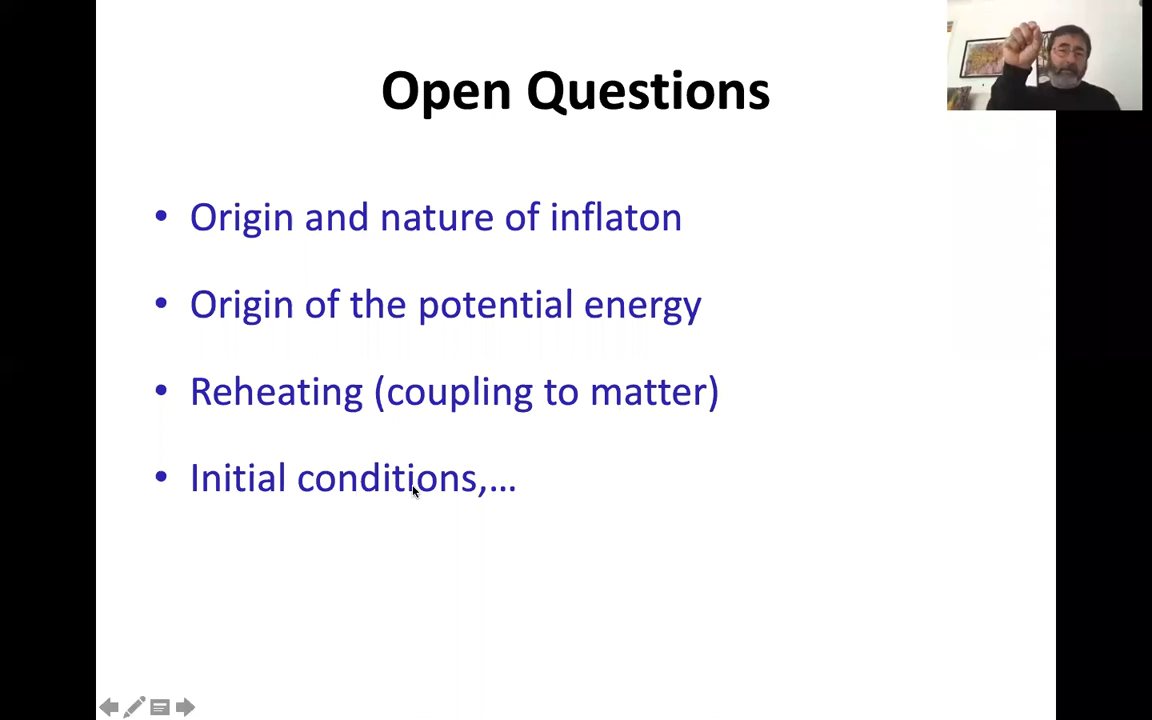 Open Questions
• Origin and nature of inflaton
• Origin of the potential energy
• Reheating (coupling to matter)
• Initial conditions,...